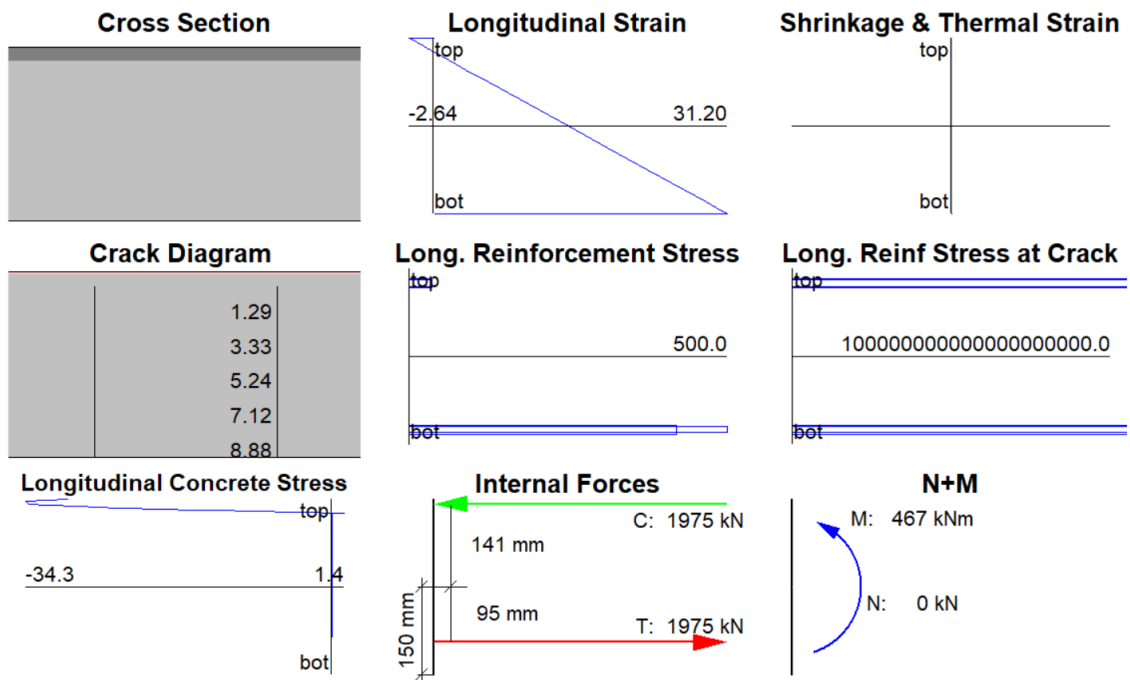 Cross Section
Longitudinal Strain
top
-2.64
31.20
bot
Shrinkage & Thermal Strain
top
bot
Crack Diagram
1.29
3.33
5.24
7.12
8.88
Long. Reinforcement Stress
top
500.0
bot
Long. Reinf Stress at Crack
top
100000000000000000000.0
bot
Longitudinal Concrete Stress
top
-34.3
1.4
bot
Internal Forces
C: 1975 kN
141 mm
95 mm
150 mm
T: 1975 kN
N+M
M: 467 kNm
N: 0 kN